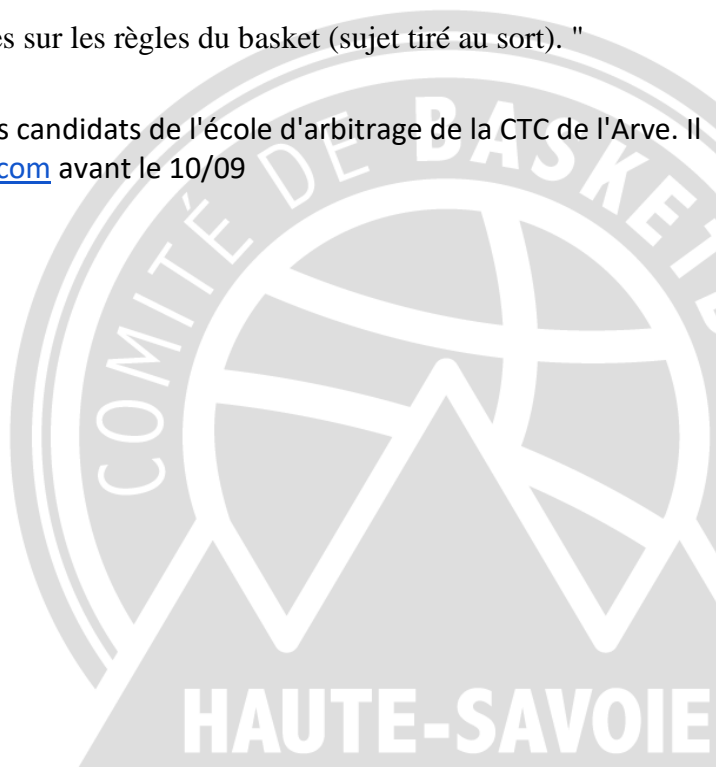 es sur les règles du basket (sujet tiré au sort). "
s candidats de l'école d'arbitrage de la CTC de l'Arve. Il
com avant le 10/09
COMITÉ DE BASKET
HAUTE-SAVOIE